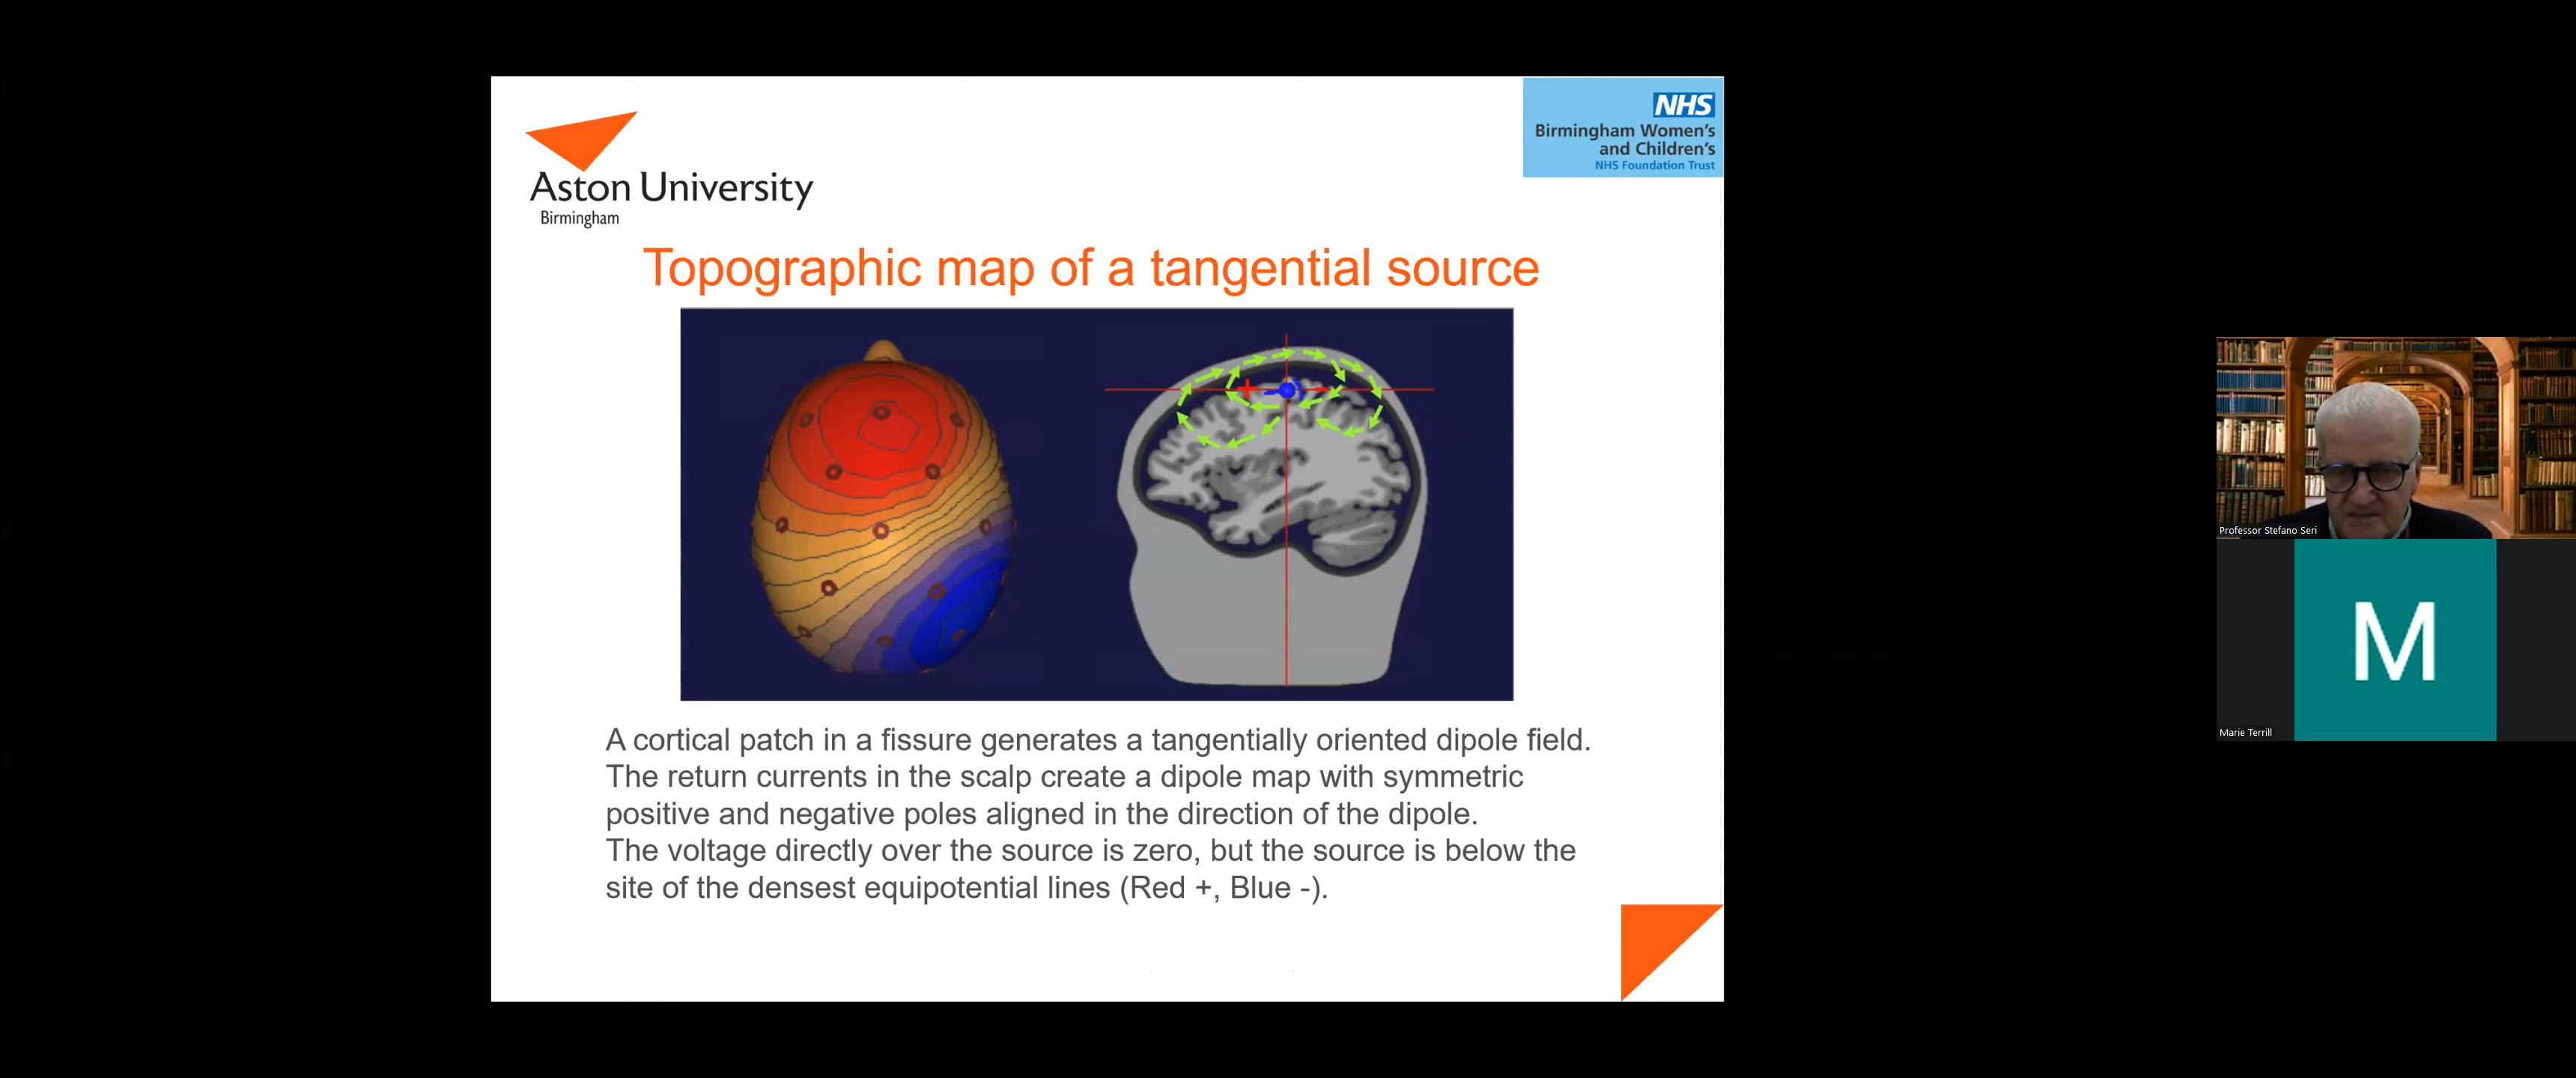 Aston University
Birmingham
NHS
Birmingham Women's
and Children's
NHS Foundation Trust
Topographic map of a tangential source
+
-
A cortical patch in a fissure generates a tangentially oriented dipole field.
The return currents in the scalp create a dipole map with symmetric
positive and negative poles aligned in the direction of the dipole.
The voltage directly over the source is zero, but the source is below the
site of the densest equipotential lines (Red +, Blue -).
Professor Stefano Seri
M
Marie Terrill